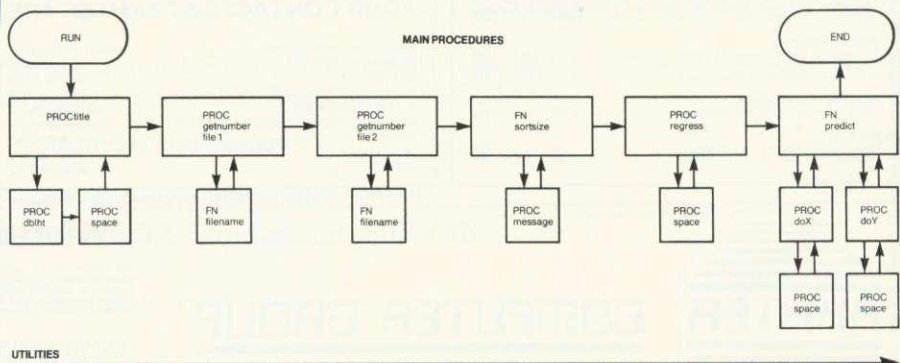 RUN
MAIN PROCEDURES
END
PROCtitle
PROC
getnumber
file1
PROC
getnumber
file 2
FN
sortsize
PROC
regress
FN
predict
PROC
dblht
PROC
space
FN
filename
FN
filename
PROC
message
PROC
space
PROC
doX
PROC
doY
PROC
space
PROC
space
UTILITIES